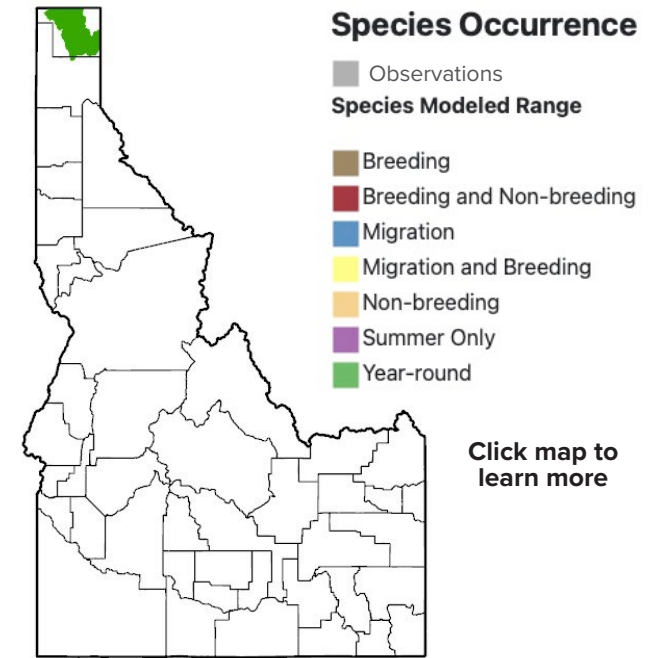 Species Occurrence
Observations
Species Modeled Range
Breeding
Breeding and Non-breeding
Migration
Migration and Breeding
Non-breeding
Summer Only
Year-round
Click map to
learn more